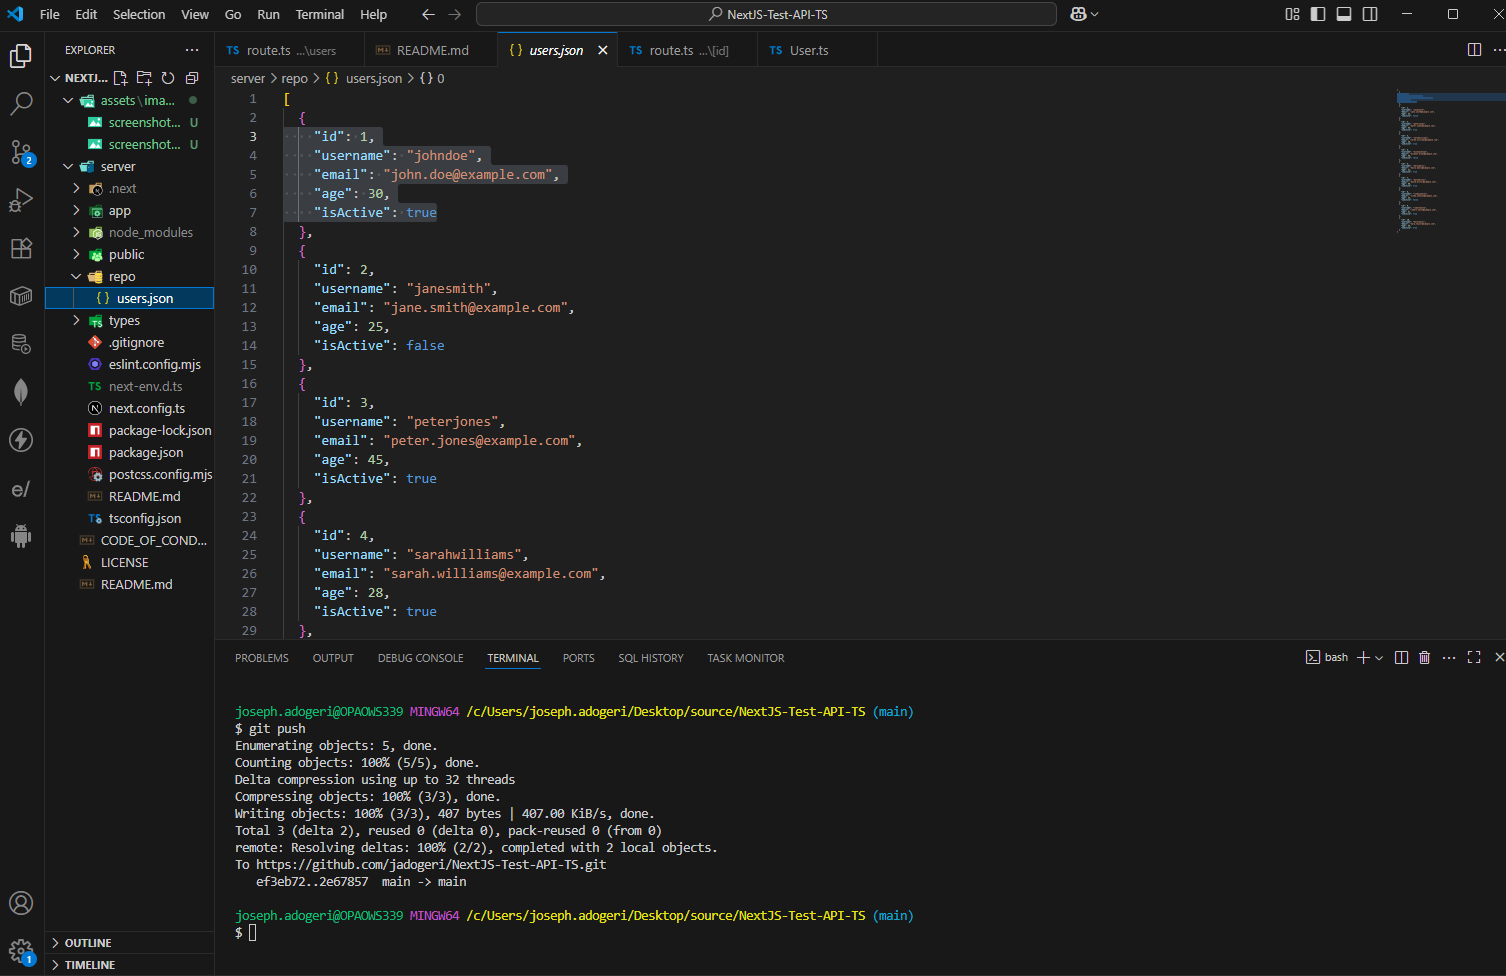 File Edit Selection View Go Run Terminal Help
NextJS-Test-API-TS
EXPLORER
NEXTJ...
assets\ima...
screenshot... U
screenshot... U
server
.next
app
node_modules
public
repo
{} users.json
types
.gitignore
eslint.config.mjs
TS next-env.d.ts
next.config.ts
package-lock.json
package.json
postcss.config.mjs
README.md
tsconfig.json
CODE_OF_COND...
LICENSE
README.md
OUTLINE
TIMELINE
2
1
TS route.ts ...\users
README.md
{} users.json
TS route.ts ...\[id]
TS User.ts
server > repo > {} users.json > {} 0
1 [
2 {
3 "id": 1,
4 "username": "johndoe",
5 "email": "john.doe@example.com",
6 "age": 30,
7 "isActive": true
8 },
9 {
10 "id": 2,
11 "username": "janesmith",
12 "email": "jane.smith@example.com",
13 "age": 25,
14 "isActive": false
15 },
16 {
17 "id": 3,
18 "username": "peterjones",
19 "email": "peter.jones@example.com",
20 "age": 45,
21 "isActive": true
22 },
23 {
24 "id": 4,
25 "username": "sarahwilliams",
26 "email": "sarah.williams@example.com",
27 "age": 28,
28 "isActive": true
29 },
PROBLEMS OUTPUT DEBUG CONSOLE TERMINAL PORTS SQL HISTORY TASK MONITOR
bash
joseph.adogeri@OPAOWS339 MINGW64 /c/Users/joseph.adogeri/Desktop/source/NextJS-Test-API-TS (main)
$ git push
Enumerating objects: 5, done.
Counting objects: 100% (5/5), done.
Delta compression using up to 32 threads
Compressing objects: 100% (3/3), done.
Writing objects: 100% (3/3), 407 bytes | 407.00 KiB/s, done.
Total 3 (delta 2), reused 0 (delta 0), pack-reused 0 (from 0)
remote: Resolving deltas: 100% (2/2), completed with 2 local objects.
To https://github.com/jadogeri/NextJS-Test-API-TS.git
ef3eb72..2e67857 main -> main
joseph.adogeri@OPAOWS339 MINGW64 /c/Users/joseph.adogeri/Desktop/source/NextJS-Test-API-TS (main)
$